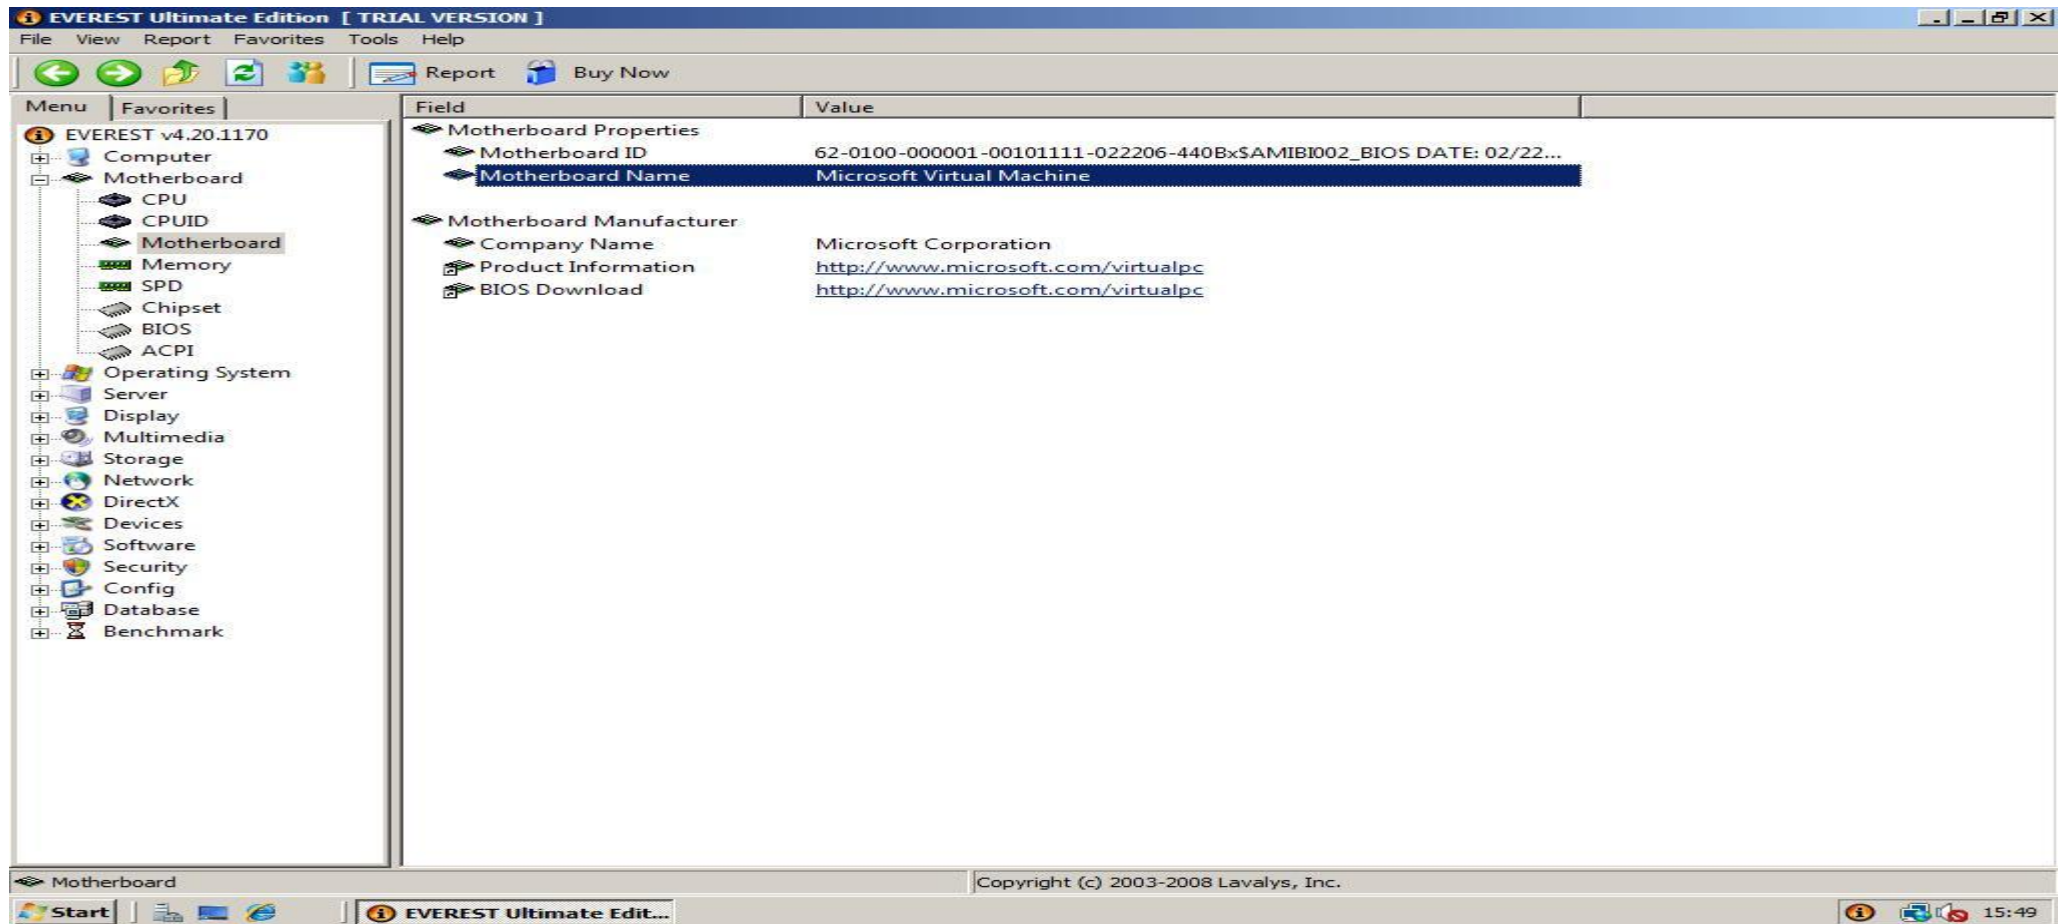 EVEREST Ultimate Edition [ TRIAL VERSION ]
File View Report Favorites Tools Help
Report Buy Now
Menu Favorites
EVEREST v4.20.1170
Computer
Motherboard
CPU
CPUID
Motherboard
Memory
SPD
Chipset
BIOS
ACPI
Operating System
Server
Display
Multimedia
Storage
Network
DirectX
Devices
Software
Security
Config
Database
Benchmark
Field Value
Motherboard Properties
Motherboard ID 62-0100-000001-00101111-022206-440Bx$AMIBI002_BIOS DATE: 02/22...
Motherboard Name Microsoft Virtual Machine
Motherboard Manufacturer
Company Name Microsoft Corporation
Product Information http://www.microsoft.com/virtualpc
BIOS Download http://www.microsoft.com/virtualpc
Motherboard Copyright (c) 2003-2008 Lavalys, Inc.
Start EVEREST Ultimate Edit... 15:49